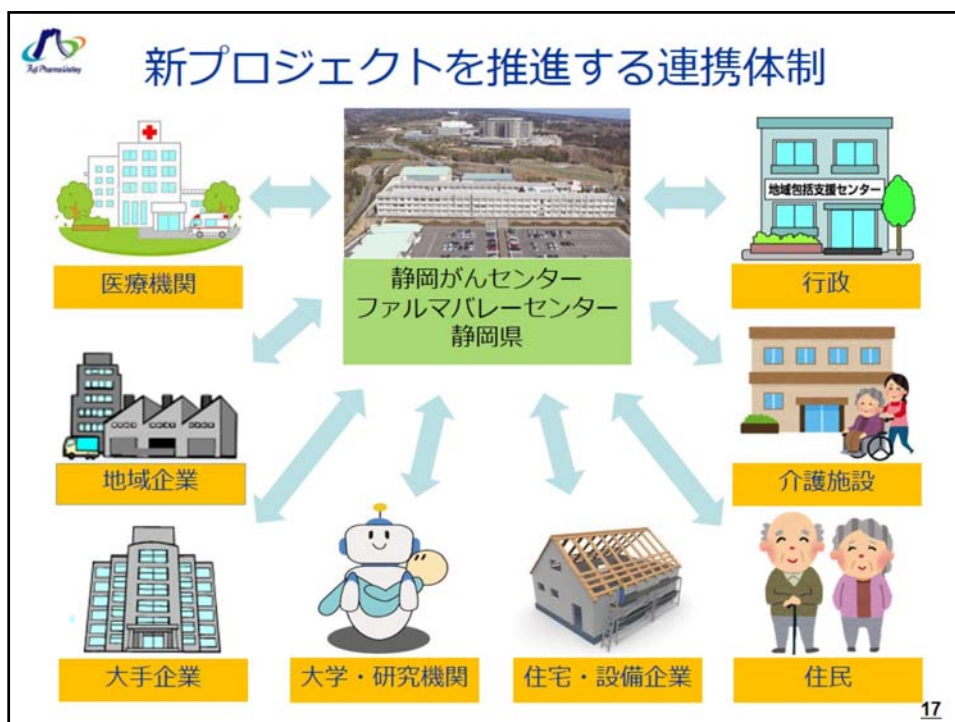 Fuji Pharma Valley
新プロジェクトを推進する連携体制
地域包括支援センター
医療機関
静岡がんセンター
ファルマバレーセンター
静岡県
行政
地域企業
介護施設
大手企業
大学・研究機関
住宅・設備企業
住民
17